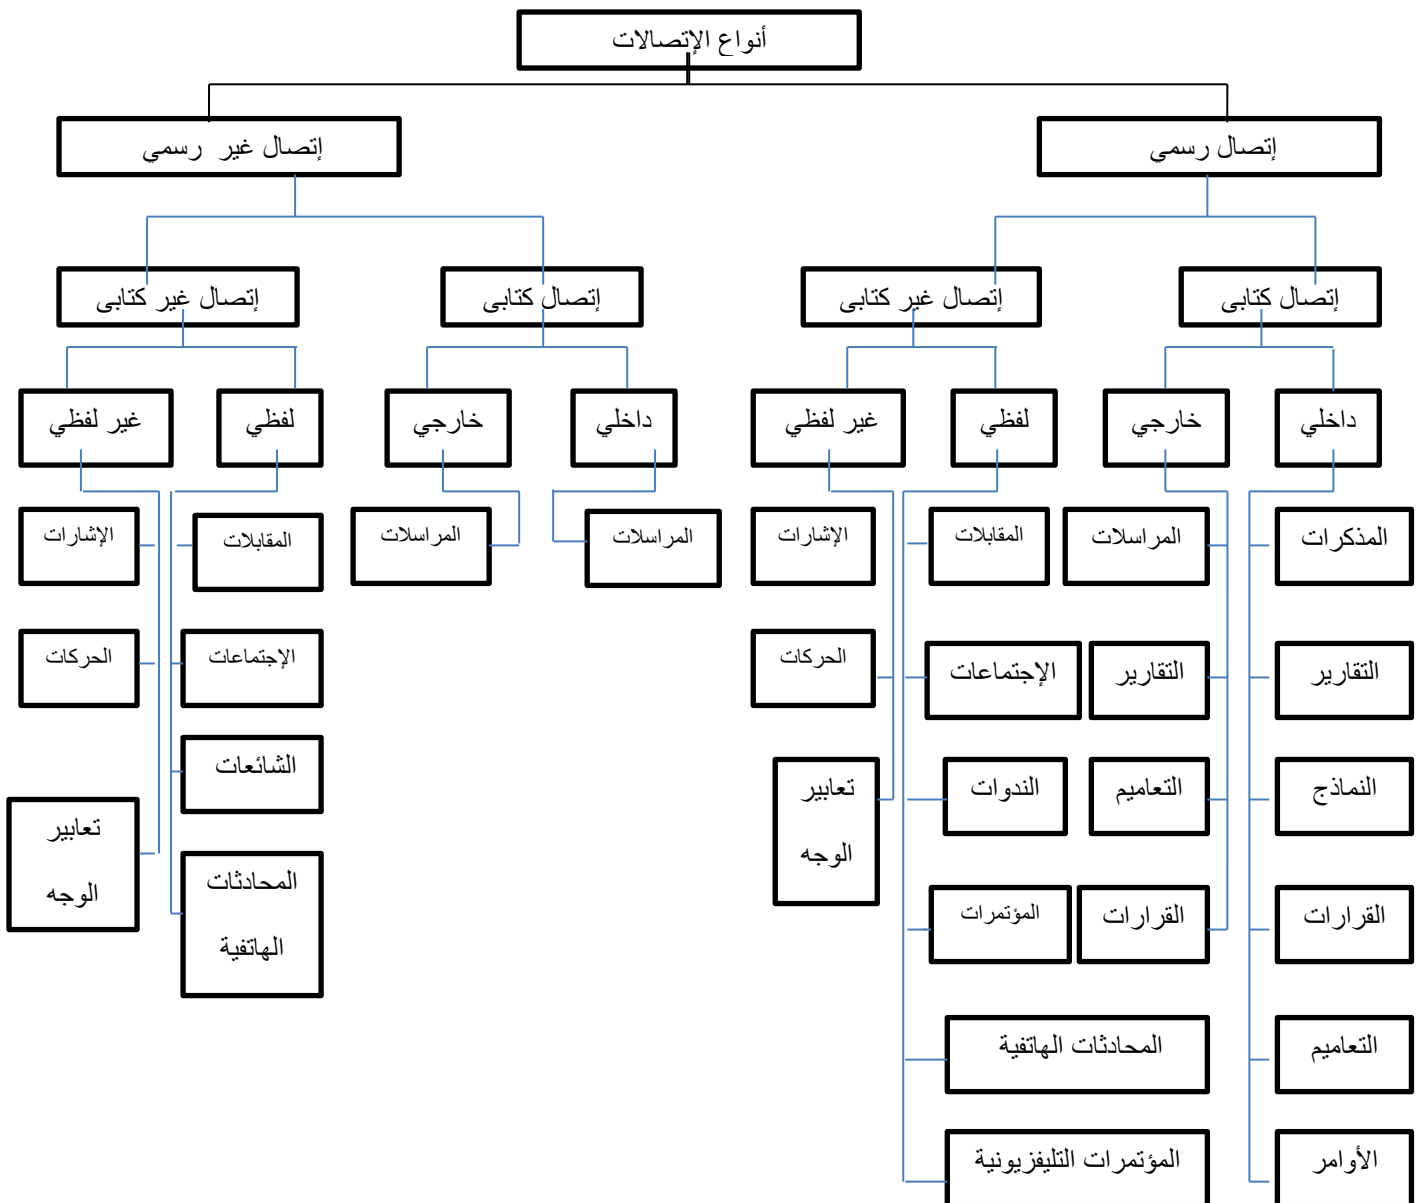 أنواع الإتصالات
إتصال رسمي
إتصال غير رسمي
إتصال كتابى
إتصال غير كتابى
إتصال كتابى
إتصال غير كتابى
داخلي
خارجي
لفظي
غير لفظي
داخلي
خارجي
لفظي
غير لفظي
المذكرات
المراسلات
المقابلات
الإشارات
المراسلات
المراسلات
المقابلات
الإشارات
التقارير
التقارير
الإجتماعات
الحركات
الإجتماعات
الحركات
النماذج
التعاميم
الندوات
تعابير
الوجه
الشائعات
تعابير
الوجه
القرارات
القرارات
المؤتمرات
المحادثات
الهاتفية
التعاميم
المحادثات الهاتفية
الأوامر
المؤتمرات التليفزيونية